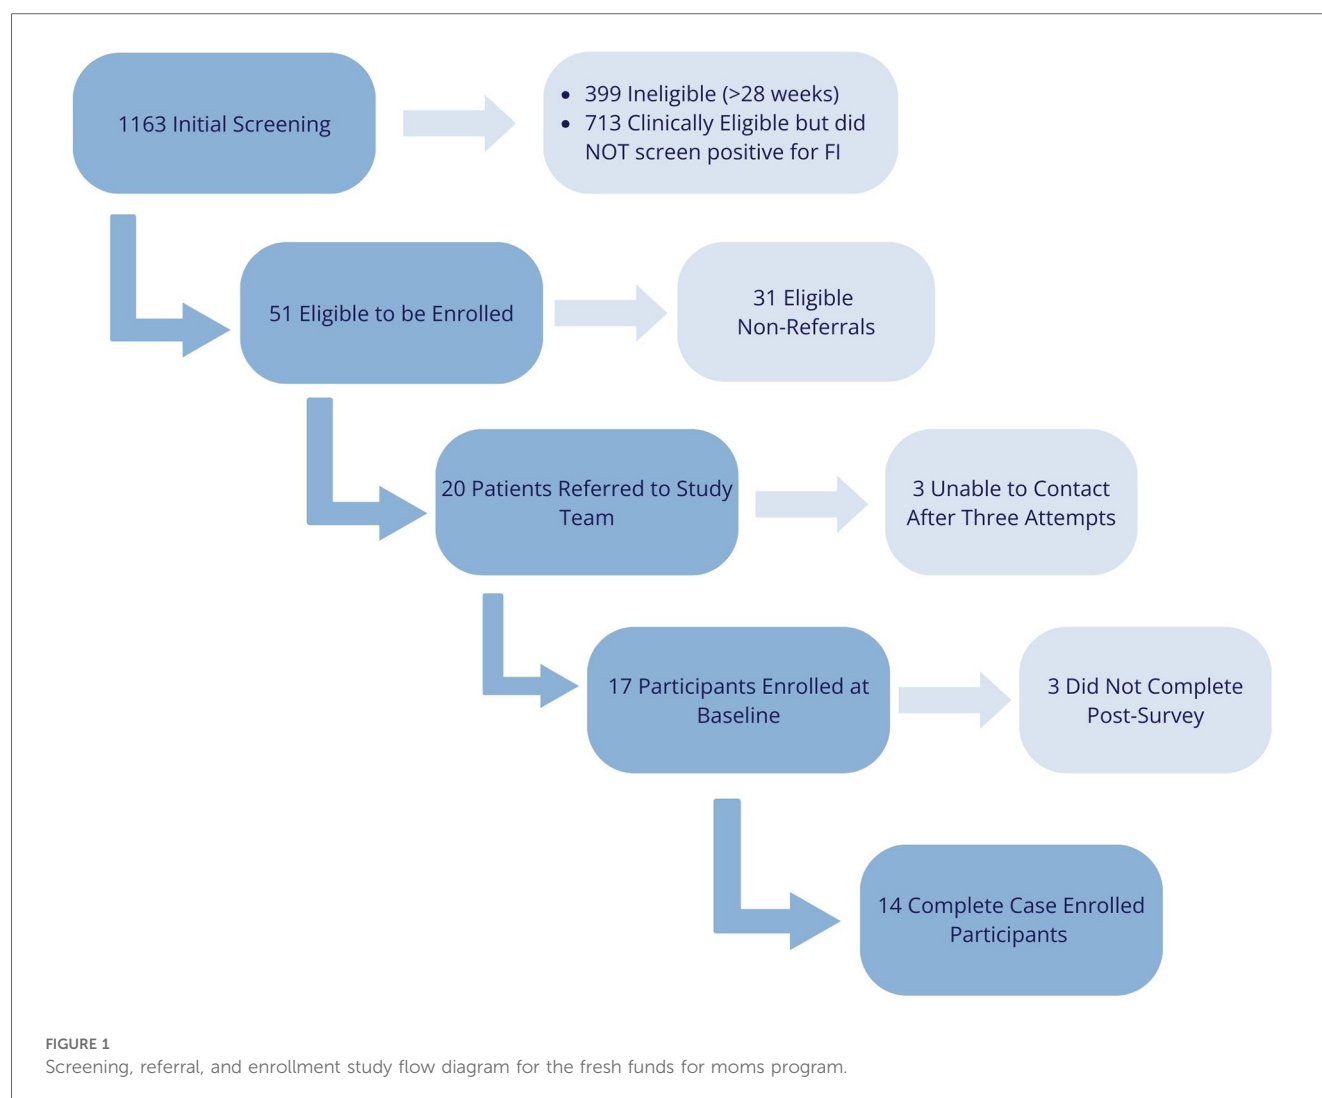 1163 Initial Screening
• 399 Ineligible (>28 weeks)
• 713 Clinically Eligible but did
NOT screen positive for FI
51 Eligible to be Enrolled
31 Eligible
Non-Referrals
20 Patients Referred to Study
Team
3 Unable to Contact
After Three Attempts
17 Participants Enrolled at
Baseline
3 Did Not Complete
Post-Survey
14 Complete Case Enrolled
Participants
FIGURE 1
Screening, referral, and enrollment study flow diagram for the fresh funds for moms program.